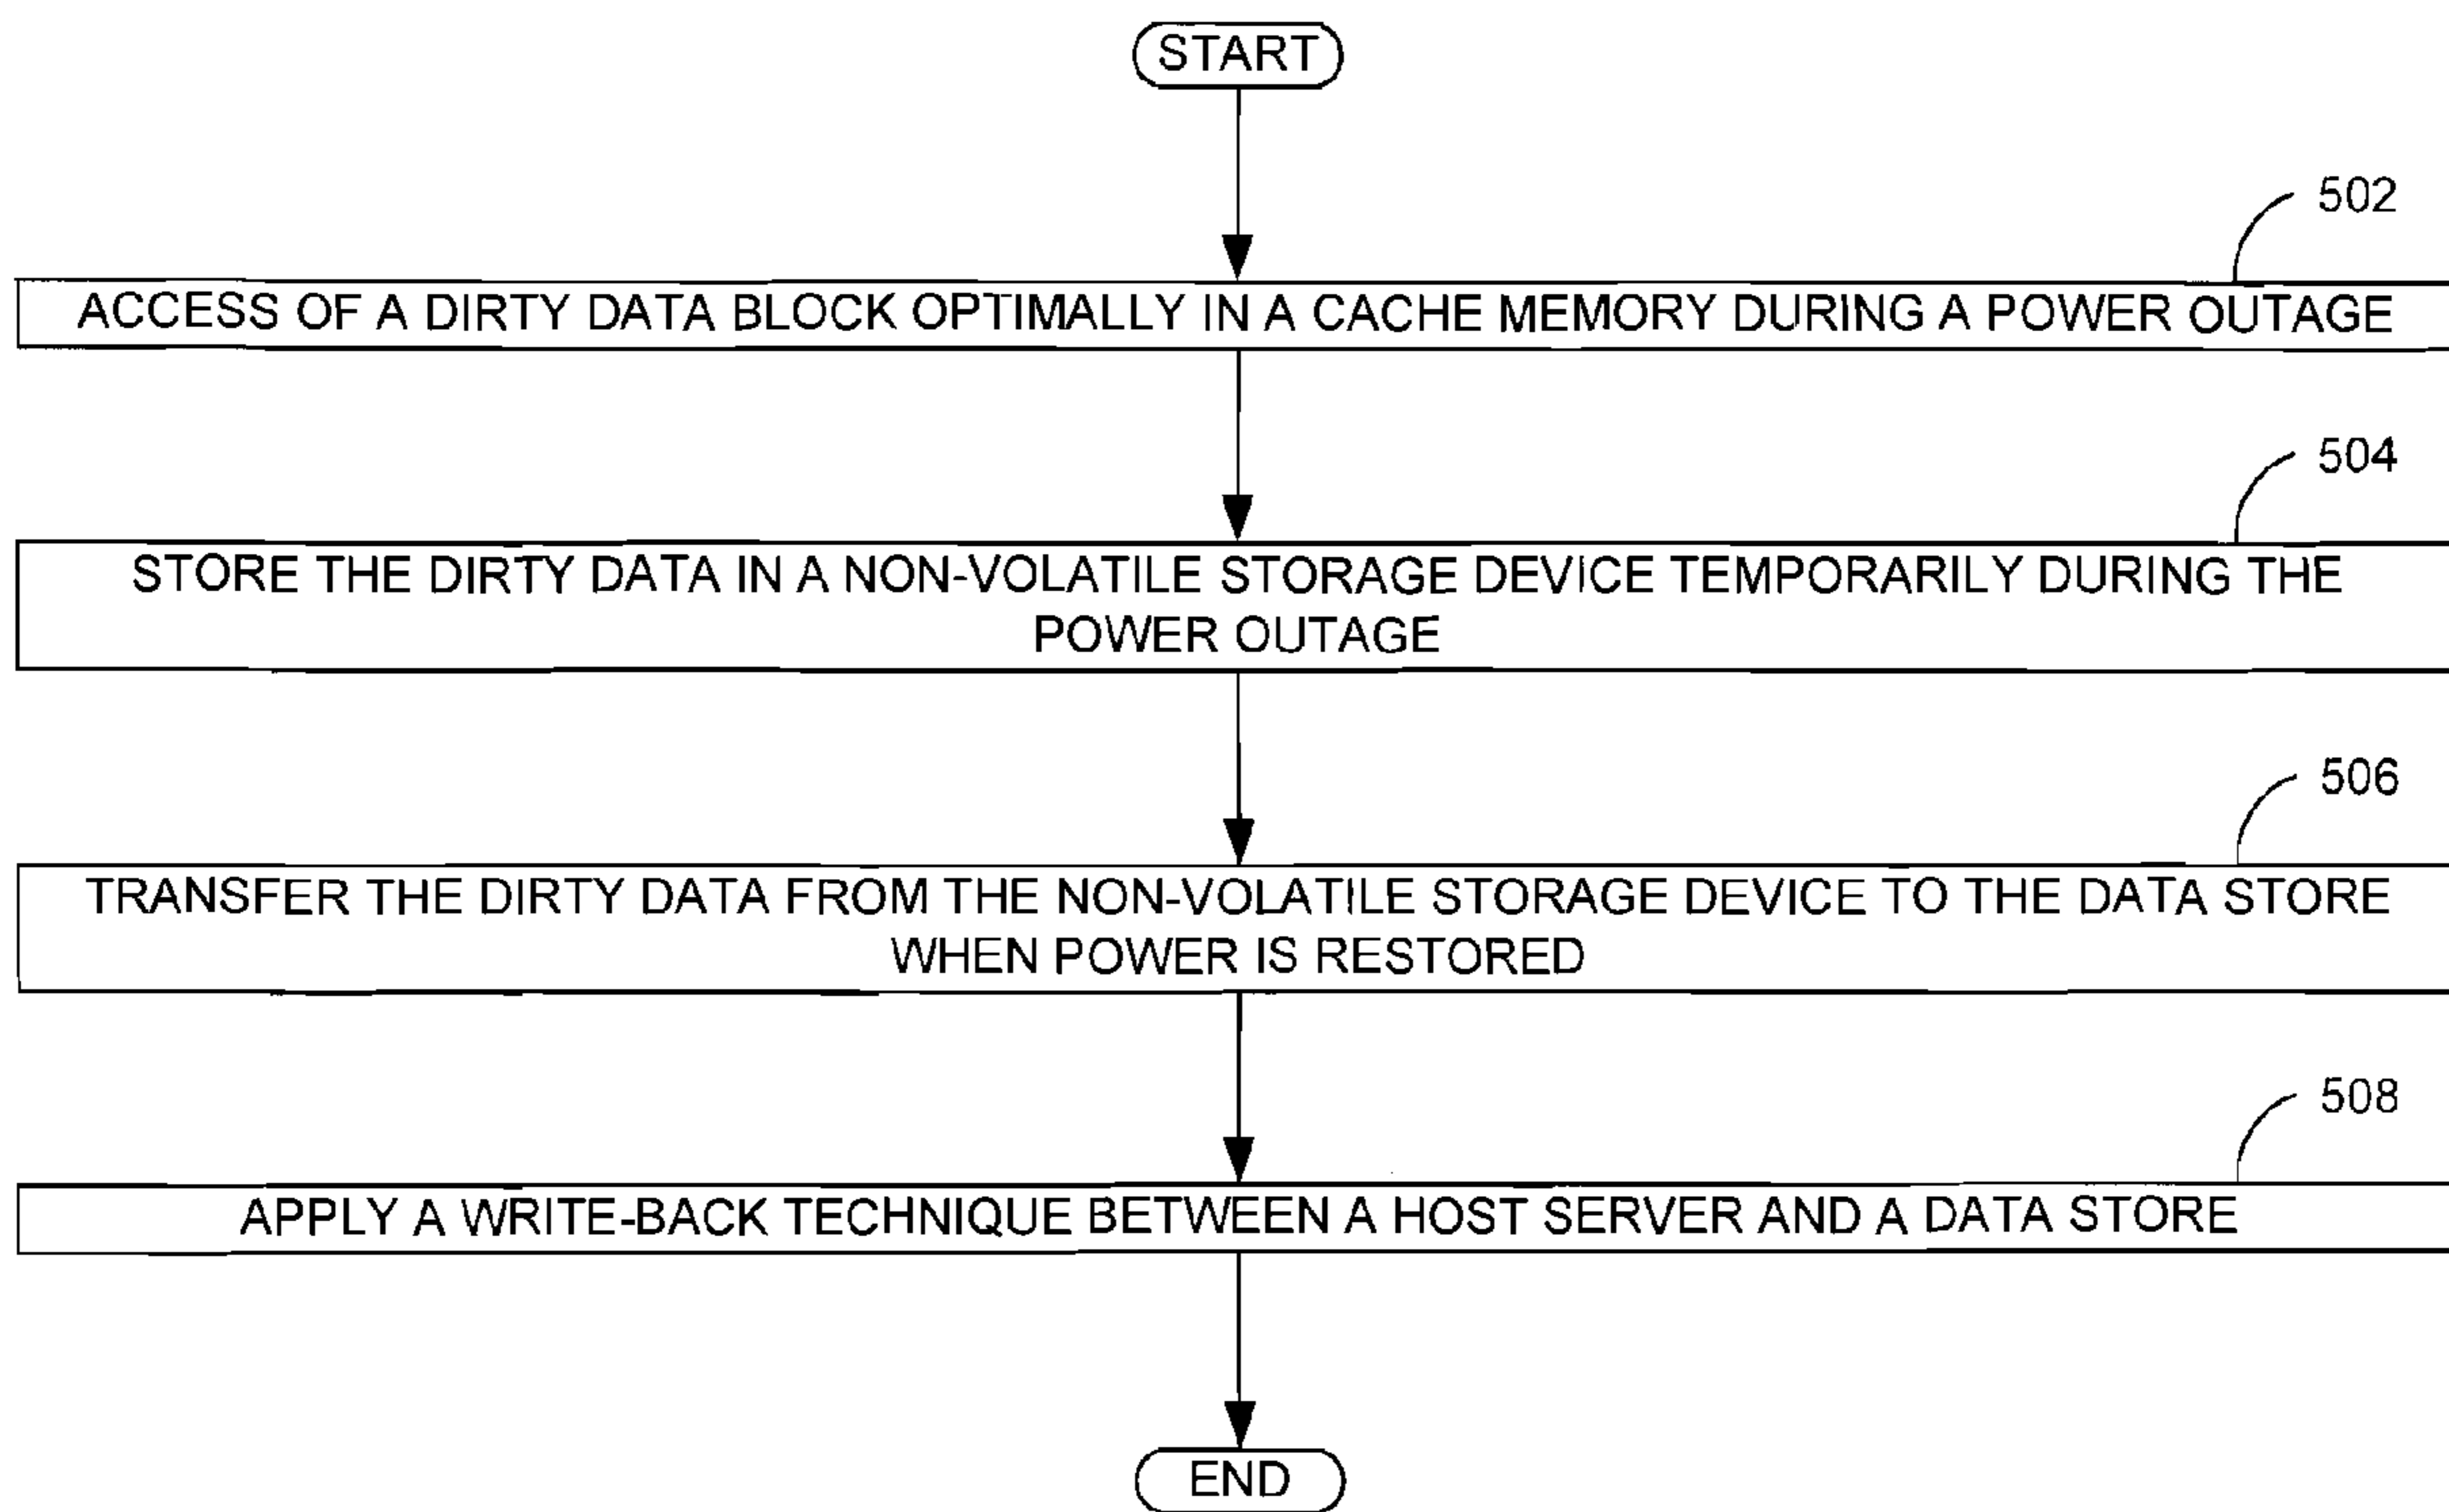 START
502
ACCESS OF A DIRTY DATA BLOCK OPTIMALLY IN A CACHE MEMORY DURING A POWER OUTAGE
504
STORE THE DIRTY DATA IN A NON-VOLATILE STORAGE DEVICE TEMPORARILY DURING THE
POWER OUTAGE
506
TRANSFER THE DIRTY DATA FROM THE NON-VOLATILE STORAGE DEVICE TO THE DATA STORE
WHEN POWER IS RESTORED
508
APPLY A WRITE-BACK TECHNIQUE BETWEEN A HOST SERVER AND A DATA STORE
END